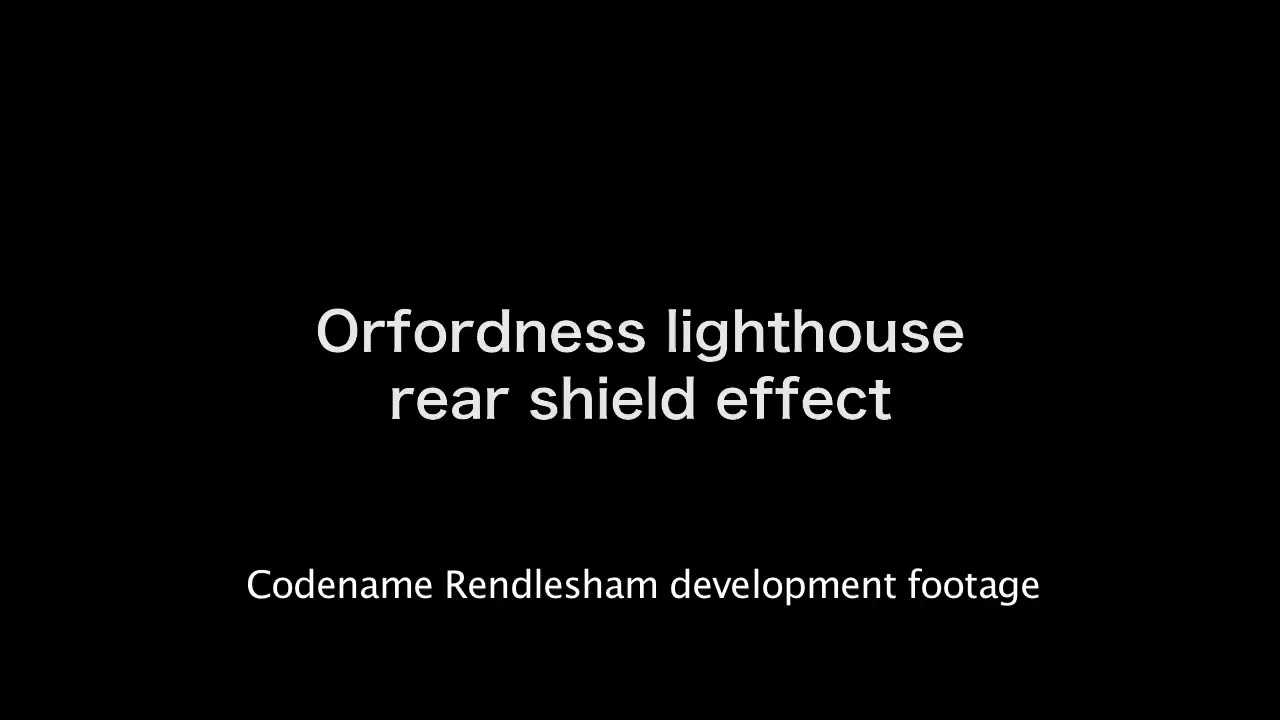 Orfordness lighthouse
rear shield effect
Codename Rendlesham development footage